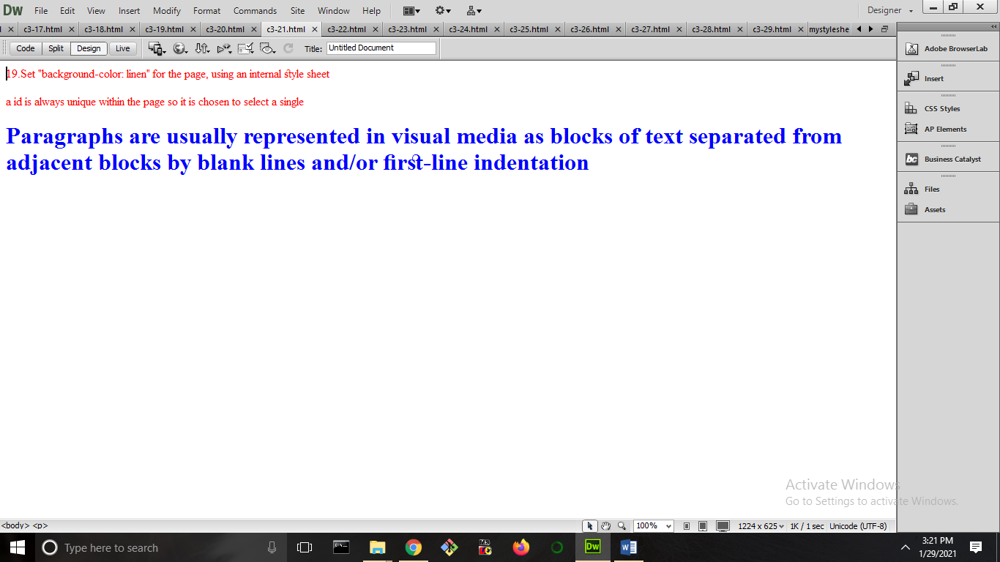 Dw File Edit View Insert Modify Format Commands Site Window Help Designer
c3-17.html c3-18.html c3-19.html c3-20.html c3-21.html c3-22.html c3-23.html c3-24.html c3-25.html c3-26.html c3-27.html c3-28.html c3-29.html mystyleshe
Code Split Design Live Title: Untitled Document
19.Set "background-color: linen" for the page, using an internal style sheet
a id is always unique within the page so it is chosen to select a single
Paragraphs are usually represented in visual media as blocks of text separated from
adjacent blocks by blank lines and/or first-line indentation
Adobe BrowserLab
Insert
CSS Styles
AP Elements
Business Catalyst
Files
Assets
Activate Windows
Go to Settings to activate Windows.
<body> <p> 100% 1224 x 625 1K / 1 sec Unicode (UTF-8)
Type here to search Dw 3:21 PM
1/29/2021